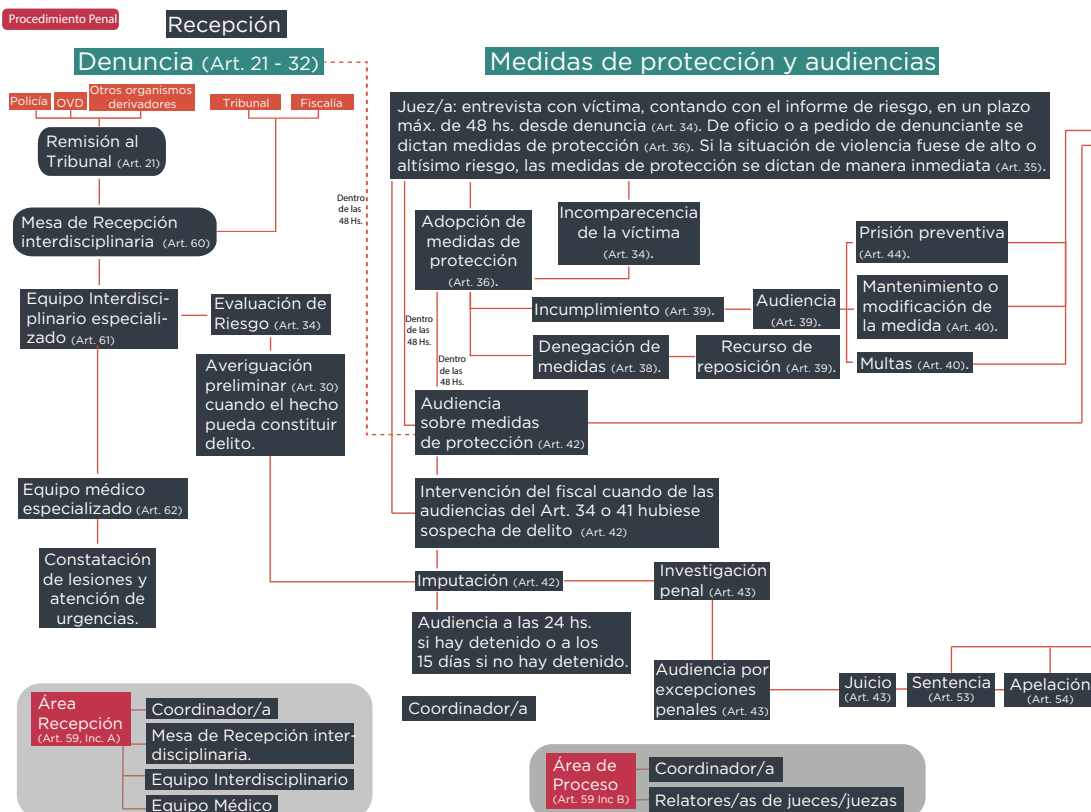 Procedimiento Penal
Recepción
Denuncia (Art. 21 - 32)
Policía
OVD
Otros organismos
derivadores
Tribunal
Fiscalía
Remisión al
Tribunal (Art. 21)
Mesa de Recepción
interdisciplinaria (Art. 60)
Equipo Interdisci-
plinario especiali-
zado (Art. 61)
Evaluación de
Riesgo (Art. 34)
Averiguación
preliminar (Art. 30)
cuando el hecho
pueda constituir
delito.
Equipo médico
especializado (Art. 62)
Constatación
de lesiones y
atención de
urgencias.
Dentro
de las
48 Hs.
Medidas de protección y audiencias
Juez/a: entrevista con víctima, contando con el informe de riesgo, en un plazo
máx. de 48 hs. desde denuncia (Art. 34). De oficio o a pedido de denunciante se
dictan medidas de protección (Art. 36). Si la situación de violencia fuese de alto o
altísimo riesgo, las medidas de protección se dictan de manera inmediata (Art. 35).
Adopción de
medidas de
protección
(Art. 36).
Incomparecencia
de la víctima
(Art. 34).
Incumplimiento (Art. 39).
Audiencia
(Art. 39).
Prisión preventiva
(Art. 44).
Mantenimiento o
modificación de
la medida (Art. 40).
Multas (Art. 40).
Denegación de
medidas (Art. 38).
Recurso de
reposición (Art. 39).
Dentro
de las
48 Hs.
Dentro
de las
48 Hs.
Audiencia
sobre medidas
de protección (Art. 42)
Intervención del fiscal cuando de las
audiencias del Art. 34 o 41 hubiese
sospecha de delito (Art. 42)
Imputación (Art. 42)
Investigación
penal (Art. 43)
Audiencia a las 24 hs.
si hay detenido o a los
15 días si no hay detenido.
Audiencia por
excepciones
penales (Art. 43)
Juicio
(Art. 43)
Sentencia
(Art. 53)
Apelación
(Art. 54)
Coordinador/a
Área
Recepción
(Art. 59, Inc. A)
Coordinador/a
Mesa de Recepción inter-
disciplinaria.
Equipo Interdisciplinario
Equipo Médico
Área de
Proceso
(Art. 59 Inc B)
Coordinador/a
Relatores/as de jueces/juezas